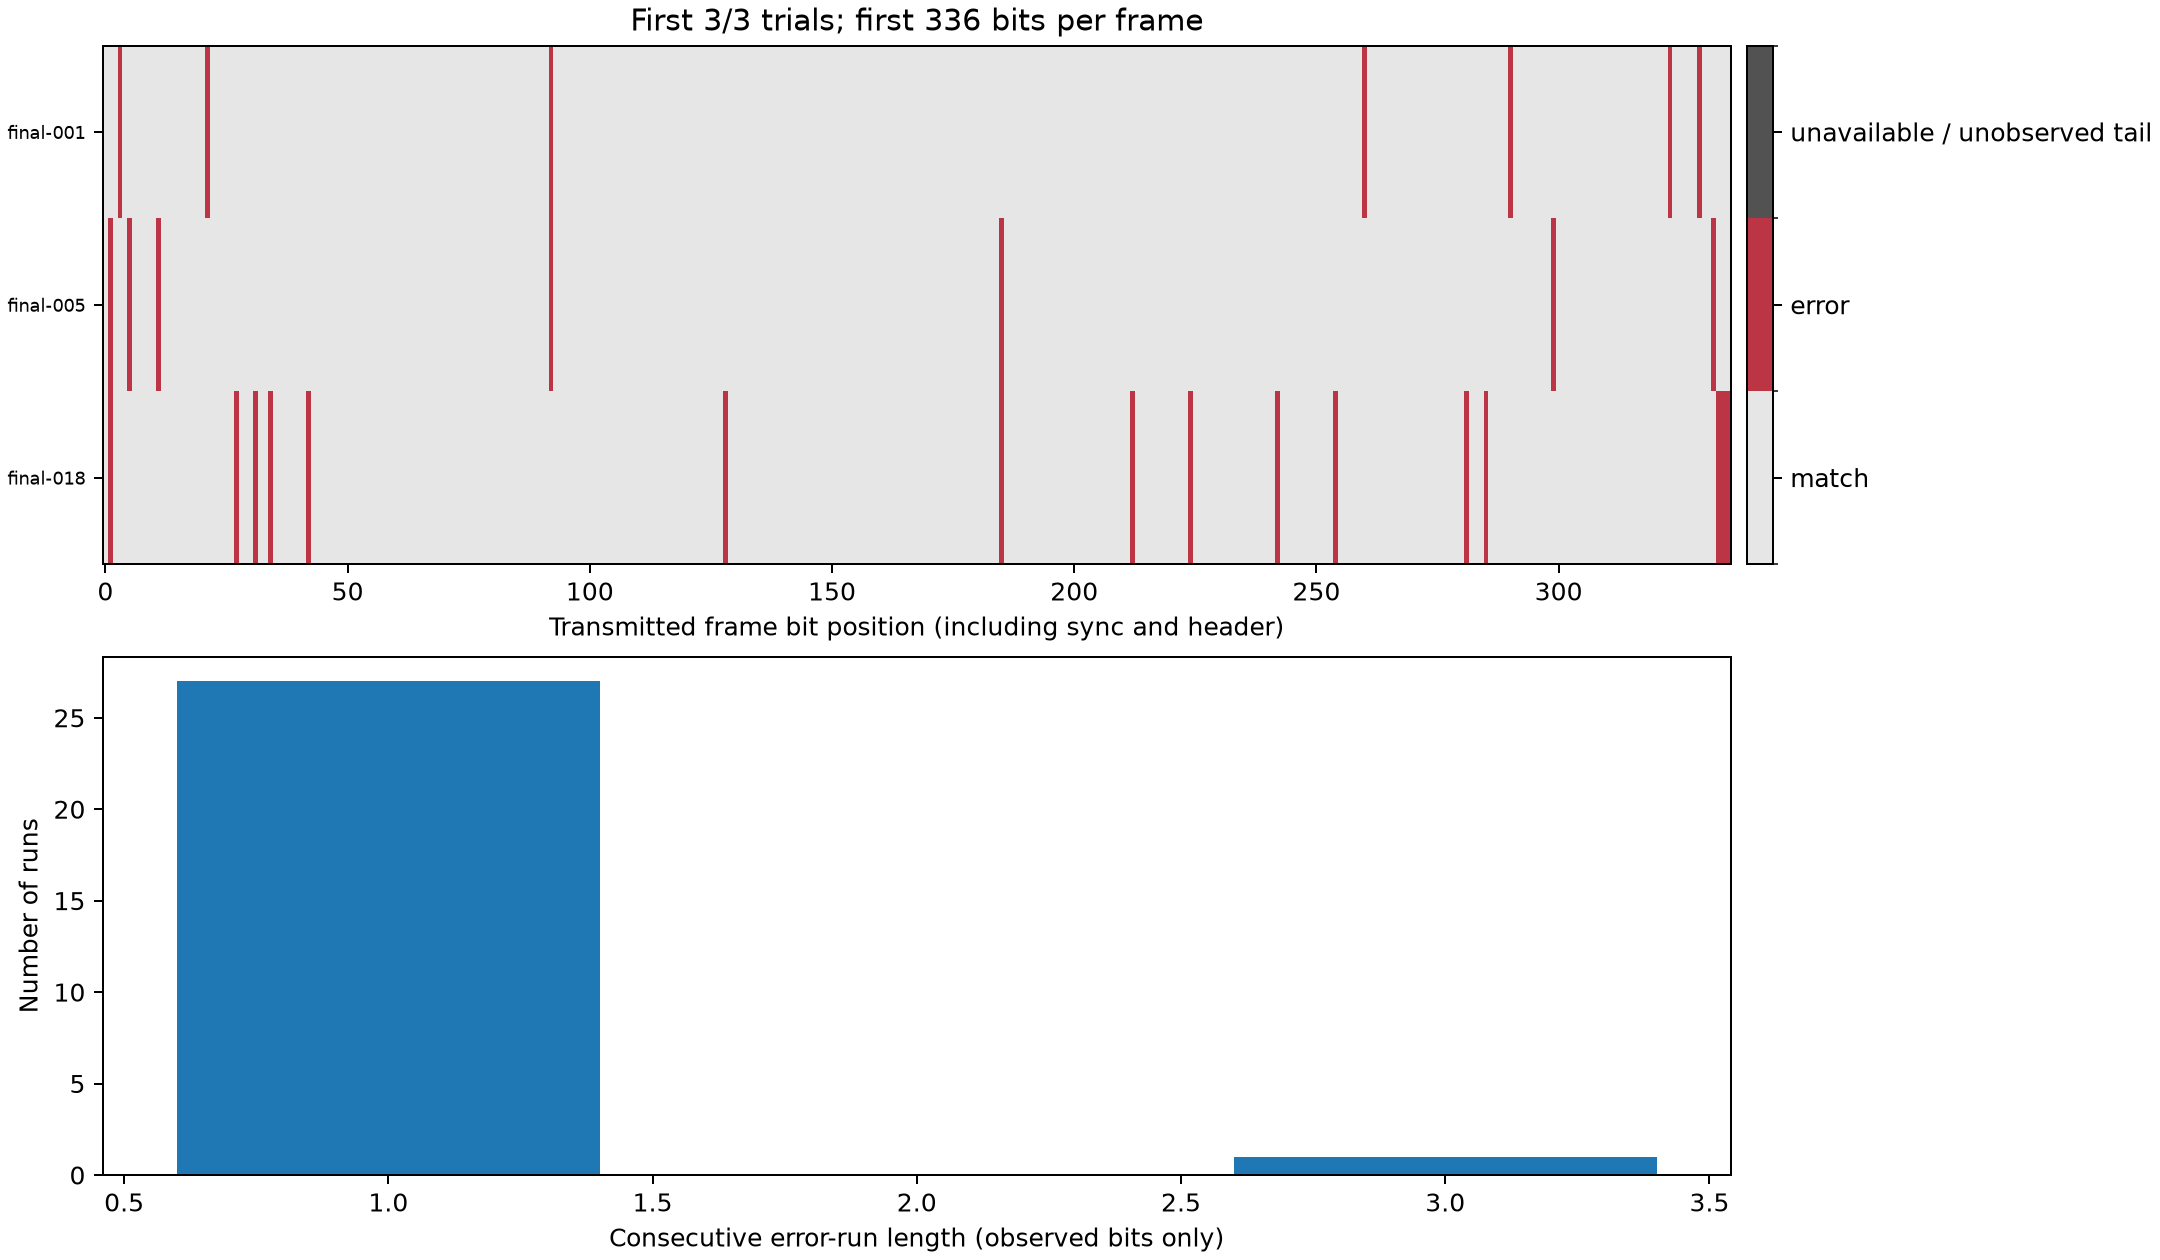 First 3/3 trials; first 336 bits per frame
final-001
final-005
final-018
unavailable / unobserved tail
error
match
0 50 100 150 200 250 300
Transmitted frame bit position (including sync and header)
Number of runs
25
20
15
10
5
0
0.5 1.0 1.5 2.0 2.5 3.0 3.5
Consecutive error-run length (observed bits only)